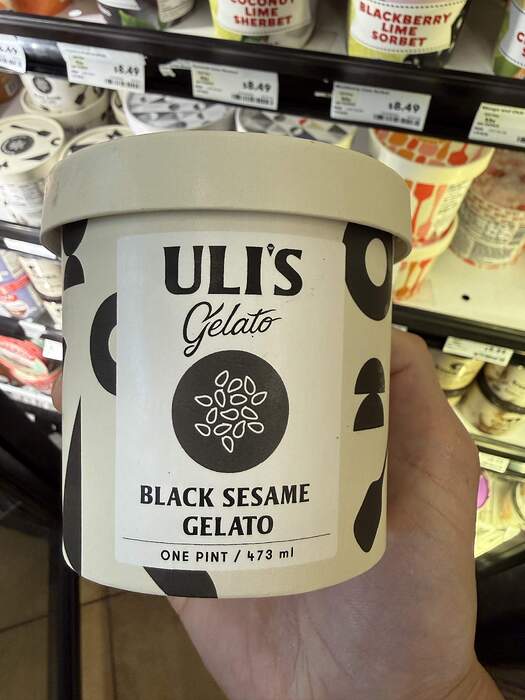 COCONUT
LIME
SHERBET
BLACKBERRY
LIME
SORBET
$8.49
$8.49
$8.49
ULI'S
Gelato
BLACK SESAME
GELATO
ONE PINT / 473 ml